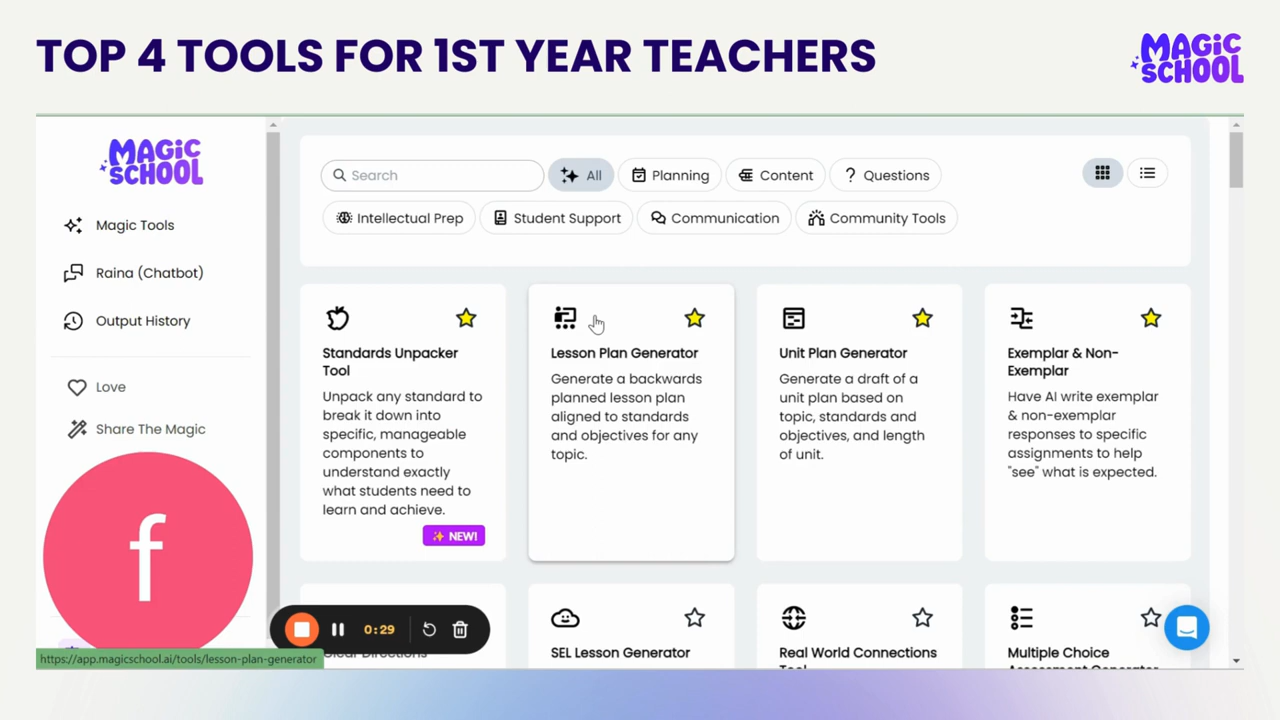 TOP 4 TOOLS FOR 1ST YEAR TEACHERS
MAGiC
SCHOOL
MAGiC
SCHOOL
Magic Tools
Raina (Chatbot)
Output History
Love
Share The Magic
f
Search
All
Planning
Content
Questions
Intellectual Prep
Student Support
Communication
Community Tools
Standards Unpacker
Tool
Unpack any standard to
break it down into
specific, manageable
components to
understand exactly
what students need to
learn and achieve.
NEW!
Lesson Plan Generator
Generate a backwards
planned lesson plan
aligned to standards
and objectives for any
topic.
Unit Plan Generator
Generate a draft of a
unit plan based on
topic, standards and
objectives, and length
of unit.
Exemplar & Non-
Exemplar
Have AI write exemplar
& non-exemplar
responses to specific
assignments to help
"see" what is expected.
0:29
Clear Directions
SEL Lesson Generator
Real World Connections
Tool
Multiple Choice
Assessment Generator
https://app.magicschool.ai/tools/lesson-plan-generator